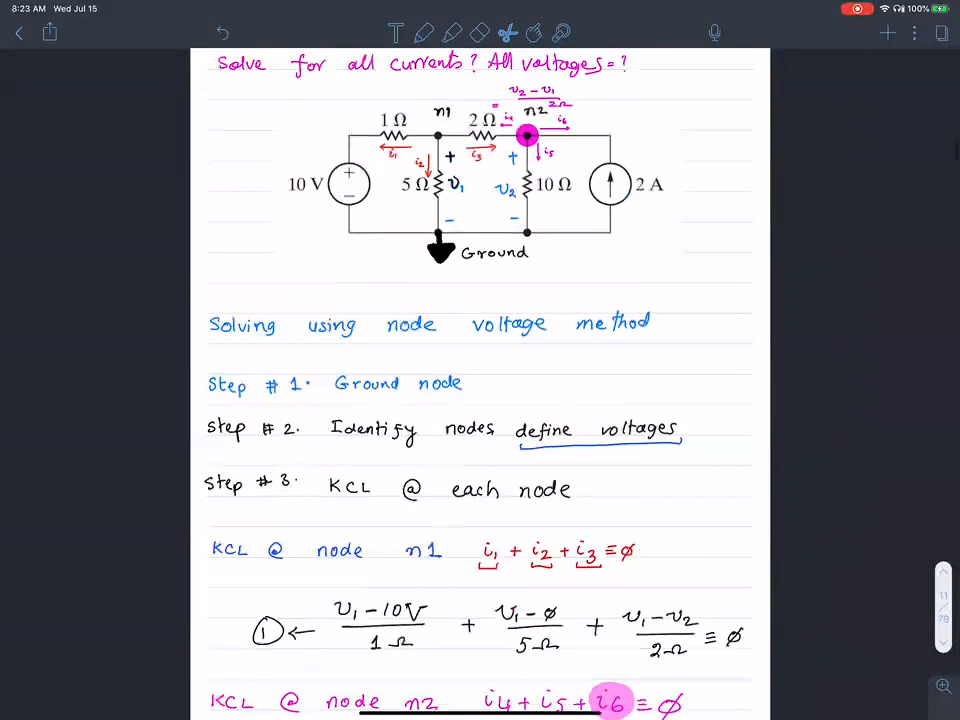 8:23 AM Wed Jul 15
100%
Solve for all currents? All voltages = ?
v2 - v1
2Ω
=
1 Ω n1 2 Ω i4 n2 i6
i1 i2 i3 i5
+ + +
10 V 5 Ω v1 v2 10 Ω 2 A
- - -
Ground
Solving using node voltage method
Step # 1. Ground node
Step # 2. Identify nodes define voltages
Step # 3. KCL @ each node
KCL @ node n1 i1 + i2 + i3 ≡ ∅
① ← v1 - 10V / 1Ω + v1 - ∅ / 5Ω + v1 - v2 / 2Ω ≡ ∅
KCL @ node n2 i4 + i5 + i6 ≡ ∅
11
79